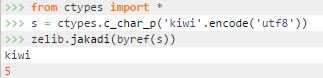 >>> from ctypes import *
>>> s = ctypes.c_char_p('kiwi'.encode('utf8'))
>>> zelib.jakadi(byref(s))
kiwi
5